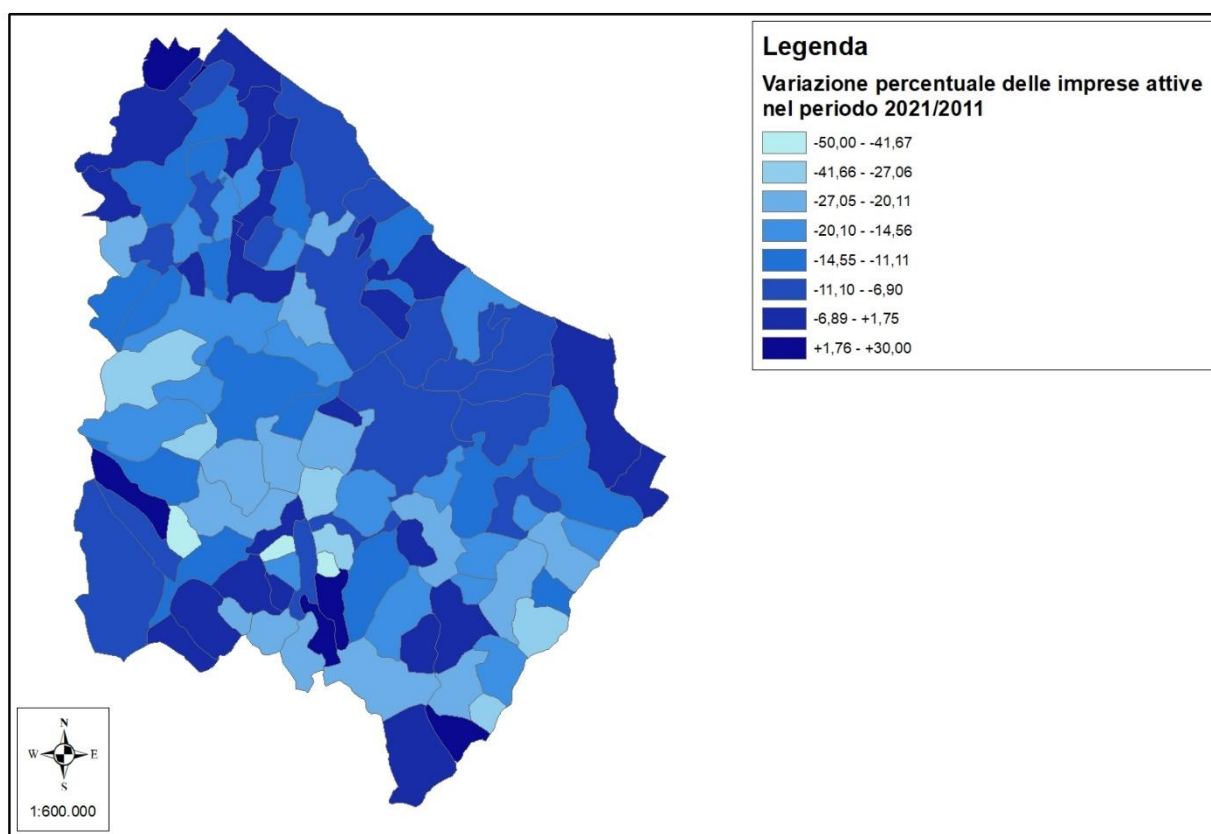 Legenda
Variazione percentuale delle imprese attive
nel periodo 2021/2011
-50,00 - -41,67
-41,66 - -27,06
-27,05 - -20,11
-20,10 - -14,56
-14,55 - -11,11
-11,10 - -6,90
-6,89 - +1,75
+1,76 - +30,00
N
W E
S
1:600.000